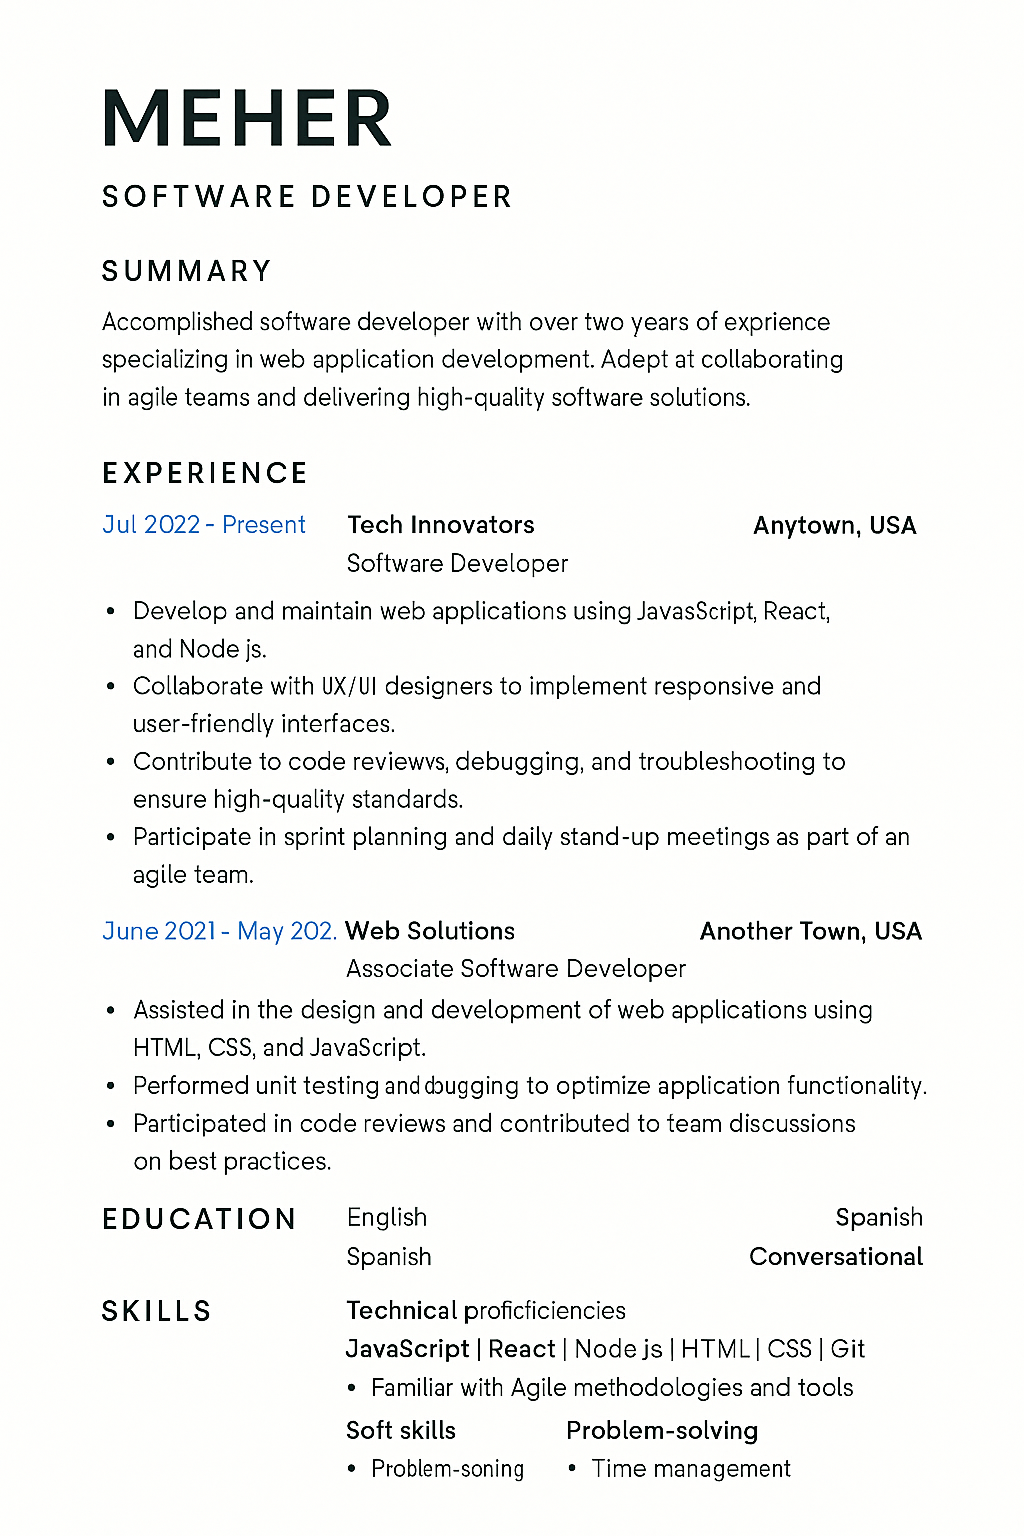 MEHER
SOFTWARE DEVELOPER
SUMMARY
Accomplished software developer with over two years of exprience
specializing in web application development. Adept at collaborating
in agile teams and delivering high-quality software solutions.
EXPERIENCE
Jul 2022 - Present Tech Innovators Anytown, USA
Software Developer
• Develop and maintain web applications using JavasScript, React,
and Node js.
• Collaborate with UX/UI designers to implement responsive and
user-friendly interfaces.
• Contribute to code reviewvs, debugging, and troubleshooting to
ensure high-quality standards.
• Participate in sprint planning and daily stand-up meetings as part of an
agile team.
June 2021 - May 202. Web Solutions Another Town, USA
Associate Software Developer
• Assisted in the design and development of web applications using
HTML, CSS, and JavaScript.
• Performed unit testing and dbugging to optimize application functionality.
• Participated in code reviews and contributed to team discussions
on best practices.
EDUCATION English Spanish
Spanish Conversational
SKILLS Technical proficficiencies
JavaScript | React | Node js | HTML | CSS | Git
• Familiar with Agile methodologies and tools
Soft skills Problem-solving
• Problem-soning • Time management